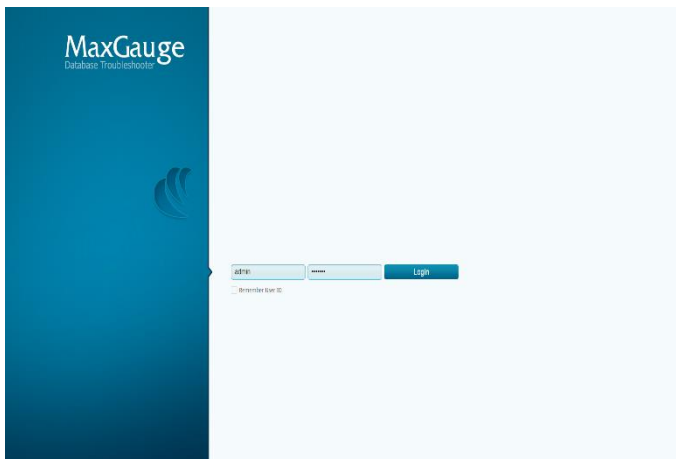 MaxGauge
Database Troubleshooter
admin
••••••• Login
Remember User ID